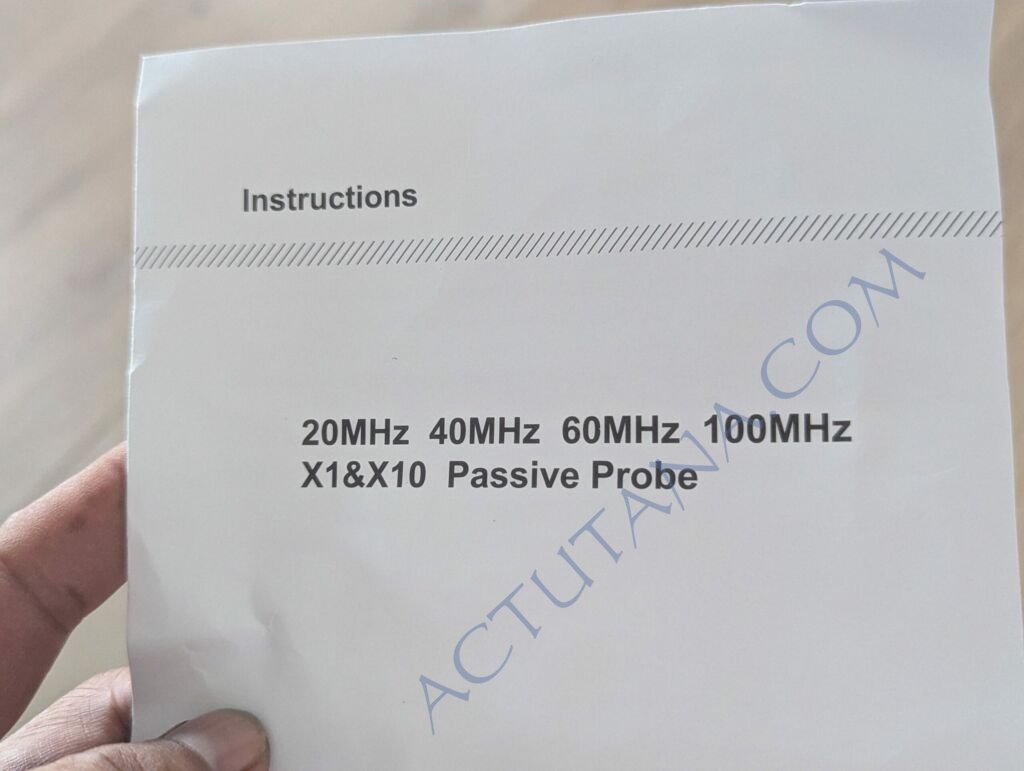 Instructions
20MHz 40MHz 60MHz 100MHz
X1&X10 Passive Probe
ACTUTANA.COM